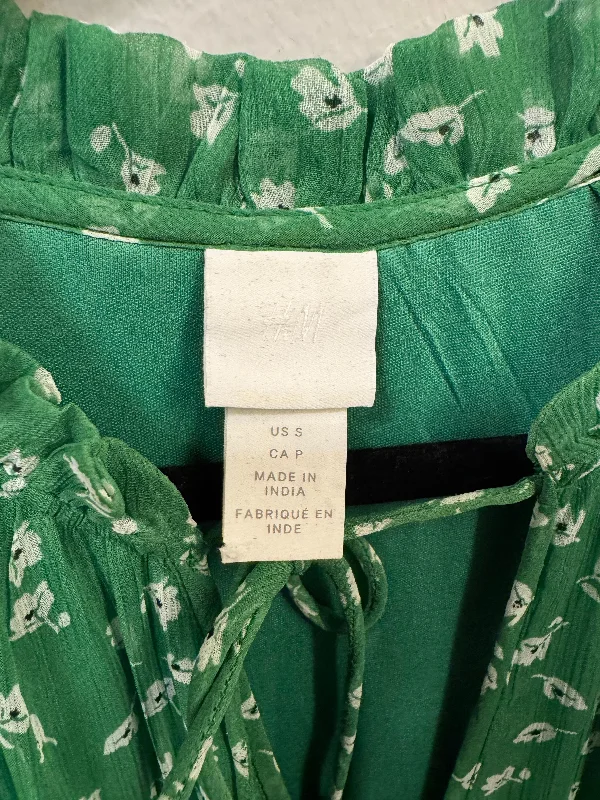 US S
CA P
MADE IN
INDIA
FABRIQUÉ EN
INDE